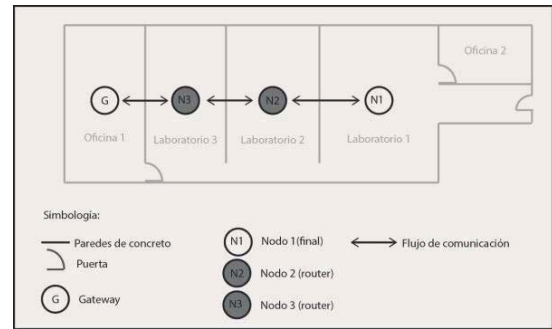 Oficina 2
G
N3
N2
N1
Oficina 1
Laboratorio 3
Laboratorio 2
Laboratorio 1
Simbología:
Paredes de concreto
Puerta
G Gateway
N1 Nodo 1(final)
N2 Nodo 2 (router)
N3 Nodo 3 (router)
Flujo de comunicación